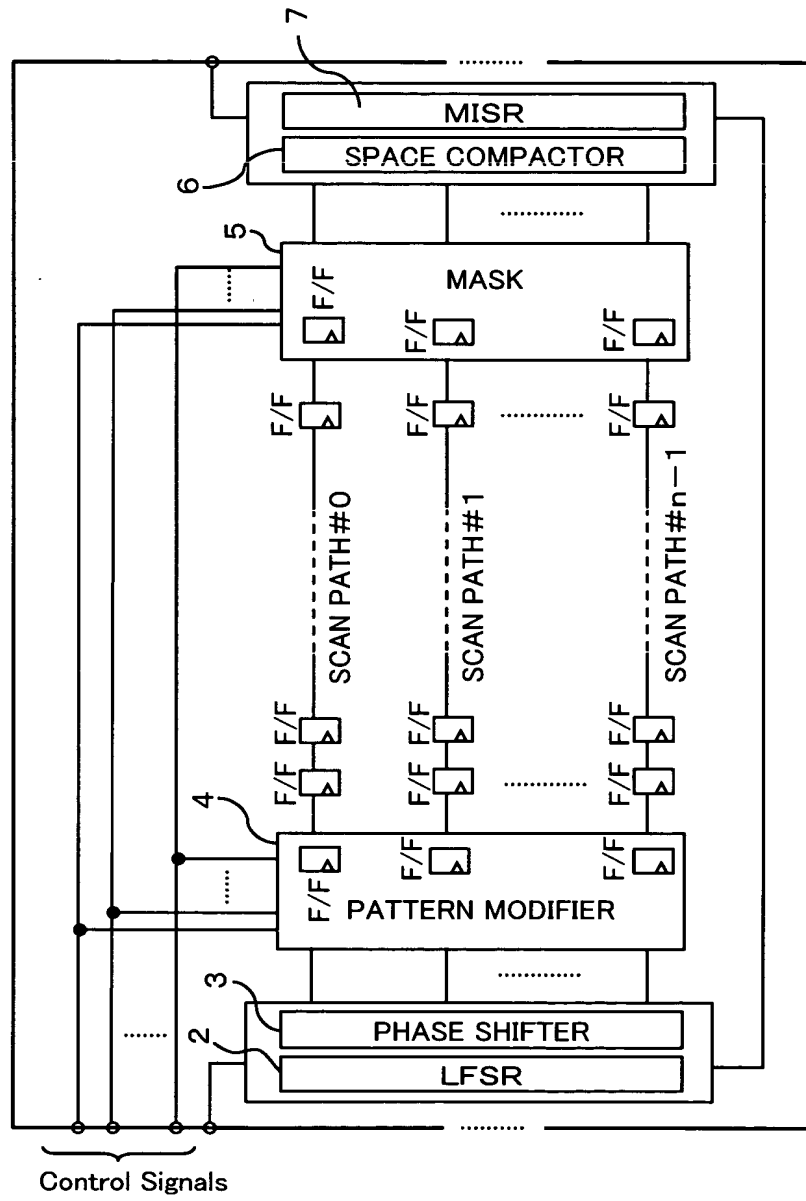 7
MISR
6
SPACE COMPACTOR
5
MASK
F/F
F/F
F/F
F/F
F/F
F/F
SCAN PATH#0
SCAN PATH#1
SCAN PATH#n-1
F/F
F/F
F/F
F/F
F/F
F/F
4
F/F
F/F
F/F
PATTERN MODIFIER
3
PHASE SHIFTER
2
LFSR
Control Signals